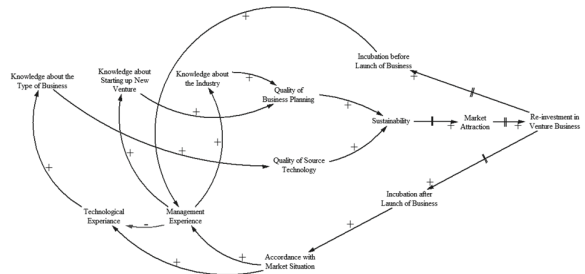 Incubation before
Launch of Business
Knowledge about the
Type of Business
Knowledge about
Starting up New
Venture
Knowledge about
the Industry
Quality of
Business Planning
Sustainability
Market
Attraction
Re-investment in
Venture Business
Quality of Source
Technology
Incubation after
Launch of Business
Technological
Experiance
Management
Experience
Accordance with
Market Situation